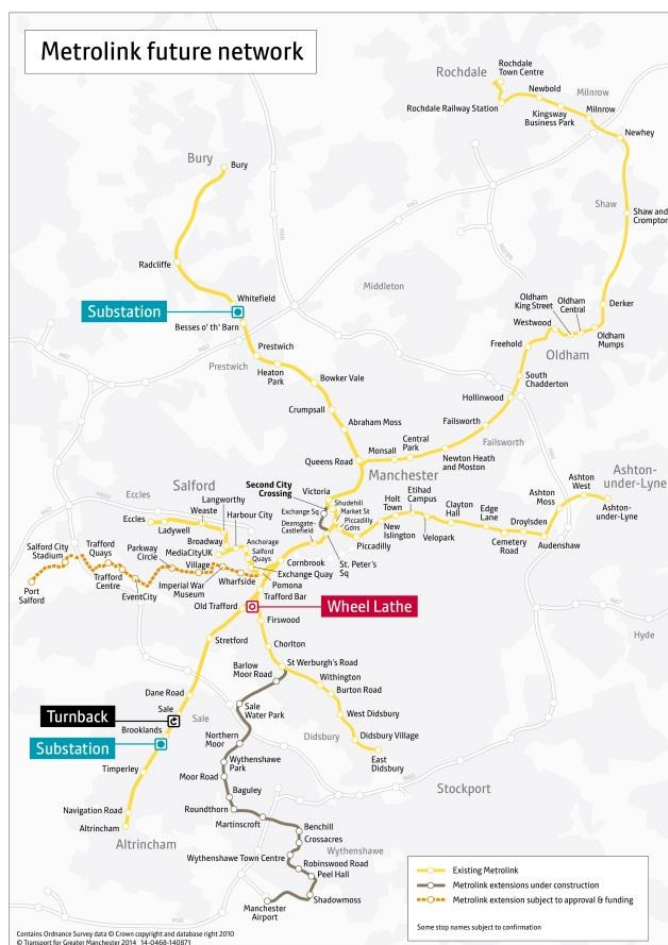 Metrolink future network
Rochdale
Rochdale
Town Centre
Newbold
Milnrow
Rochdale Railway Station
Kingsway
Business Park
Milnrow
Newhey
Bury
Bury
Shaw
Shaw and
Crompton
Radcliffe
Middleton
Whitefield
Substation
Besses o' th' Barn
Oldham
King Street
Oldham
Central
Derker
Westwood
Prestwich
Prestwich
Freehold
Oldham
Mumps
Oldham
Heaton
Park
Bowker Vale
South
Chadderton
Hollinwood
Crumpsall
Abraham Moss
Failsworth
Central
Park
Monsall
Failsworth
Queens Road
Newton Heath
and Moston
Manchester
Ashton-
under-Lyne
Ashton
West
Second City
Crossing
Victoria
Shudehill
Market St
Exchange Sq
Piccadilly
Gdns
Deansgate-
Castlefield
Holt
Town
Etihad
Campus
Clayton
Hall
Edge
Lane
Ashton
Moss
Ashton-
under-Lyne
Droylsden
Salford
Eccles
Langworthy
Weaste
Harbour City
Eccles
Ladywell
Broadway
MediaCityUK
Anchorage
Salford
Quays
New
Islington
Velopark
Cemetery
Road
Audenshaw
Piccadilly
St. Peter's
Sq
Cornbrook
Exchange Quay
Pomona
Trafford Bar
Salford City
Stadium
Trafford
Quays
Parkway
Circle
Village
Wharfside
Imperial War
Museum
Trafford
Centre
EventCity
Port
Salford
Old Trafford
Wheel Lathe
Firswood
Hyde
Stretford
Chorlton
St Werburgh's Road
Barlow
Moor Road
Withington
Burton Road
Dane Road
Sale
Turnback
Sale
Sale
Water Park
West Didsbury
Brooklands
Substation
Northern
Moor
Didsbury
Didsbury Village
East
Didsbury
Timperley
Wythenshawe
Park
Moor Road
Stockport
Baguley
Navigation Road
Altrincham
Altrincham
Roundthorn
Martinscroft
Benchill
Crossacres
Wythenshawe
Wythenshawe Town Centre
Robinswood Road
Peel Hall
Manchester
Airport
Shadowmoss
Existing Metrolink
Metrolink extensions under construction
Metrolink extension subject to approval & funding
Some stop names subject to confirmation
Contains Ordnance Survey data © Crown copyright and database right 2010
© Transport for Greater Manchester 2014 14-0468-140871